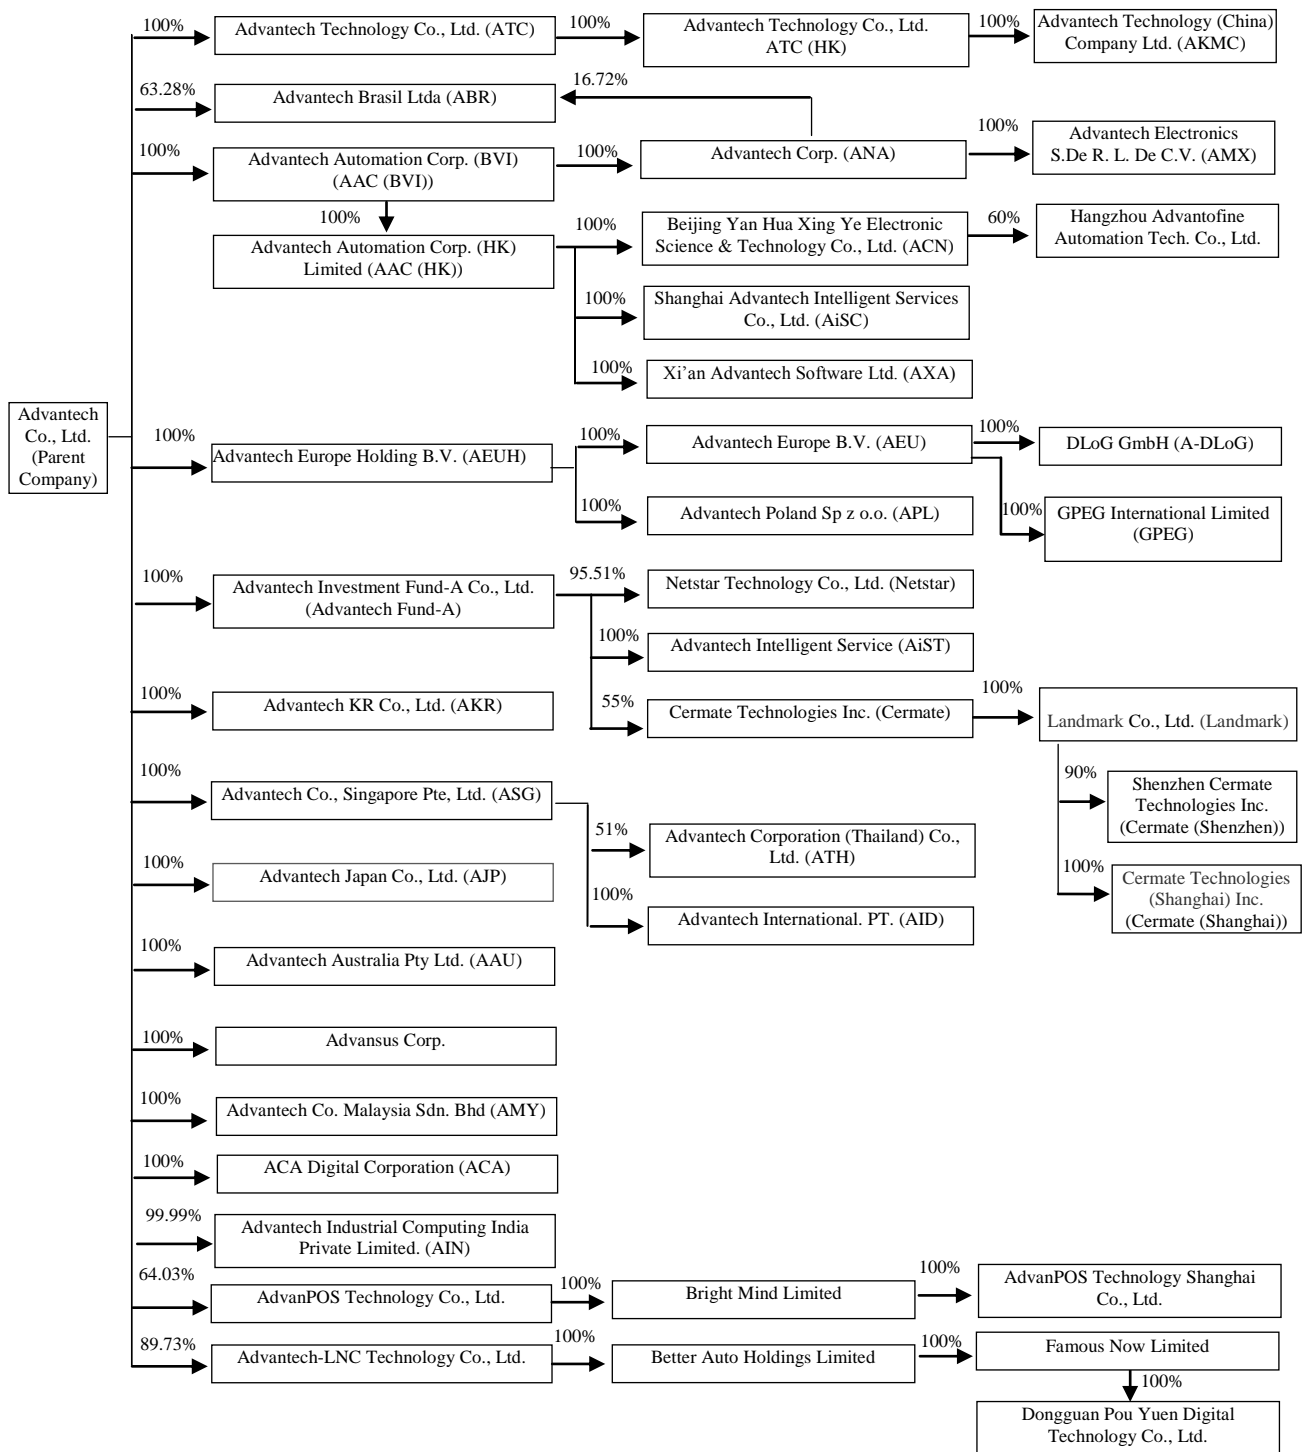 100%
Advantech Technology Co., Ltd. (ATC)
100%
Advantech Technology Co., Ltd.
ATC (HK)
100%
Advantech Technology (China)
Company Ltd. (AKMC)
63.28%
Advantech Brasil Ltda (ABR)
16.72%
100%
Advantech Automation Corp. (BVI)
(AAC (BVI))
100%
Advantech Corp. (ANA)
100%
Advantech Electronics
S.De R. L. De C.V. (AMX)
100%
Advantech Automation Corp. (HK)
Limited (AAC (HK))
100%
Beijing Yan Hua Xing Ye Electronic
Science & Technology Co., Ltd. (ACN)
60%
Hangzhou Advantofine
Automation Tech. Co., Ltd.
100%
Shanghai Advantech Intelligent Services
Co., Ltd. (AiSC)
100%
Xi’an Advantech Software Ltd. (AXA)
Advantech
Co., Ltd.
(Parent
Company)
100%
Advantech Europe Holding B.V. (AEUH)
100%
Advantech Europe B.V. (AEU)
100%
DLoG GmbH (A-DLoG)
100%
Advantech Poland Sp z o.o. (APL)
100%
GPEG International Limited
(GPEG)
100%
Advantech Investment Fund-A Co., Ltd.
(Advantech Fund-A)
95.51%
Netstar Technology Co., Ltd. (Netstar)
100%
Advantech Intelligent Service (AiST)
55%
Cermate Technologies Inc. (Cermate)
100%
Landmark Co., Ltd. (Landmark)
90%
Shenzhen Cermate
Technologies Inc.
(Cermate (Shenzhen))
100%
Cermate Technologies
(Shanghai) Inc.
(Cermate (Shanghai))
100%
Advantech KR Co., Ltd. (AKR)
100%
Advantech Co., Singapore Pte, Ltd. (ASG)
51%
Advantech Corporation (Thailand) Co.,
Ltd. (ATH)
100%
Advantech International. PT. (AID)
100%
Advantech Japan Co., Ltd. (AJP)
100%
Advantech Australia Pty Ltd. (AAU)
100%
Advansus Corp.
100%
Advantech Co. Malaysia Sdn. Bhd (AMY)
100%
ACA Digital Corporation (ACA)
99.99%
Advantech Industrial Computing India
Private Limited. (AIN)
64.03%
AdvanPOS Technology Co., Ltd.
100%
Bright Mind Limited
100%
AdvanPOS Technology Shanghai
Co., Ltd.
89.73%
Advantech-LNC Technology Co., Ltd.
100%
Better Auto Holdings Limited
100%
Famous Now Limited
100%
Dongguan Pou Yuen Digital
Technology Co., Ltd.